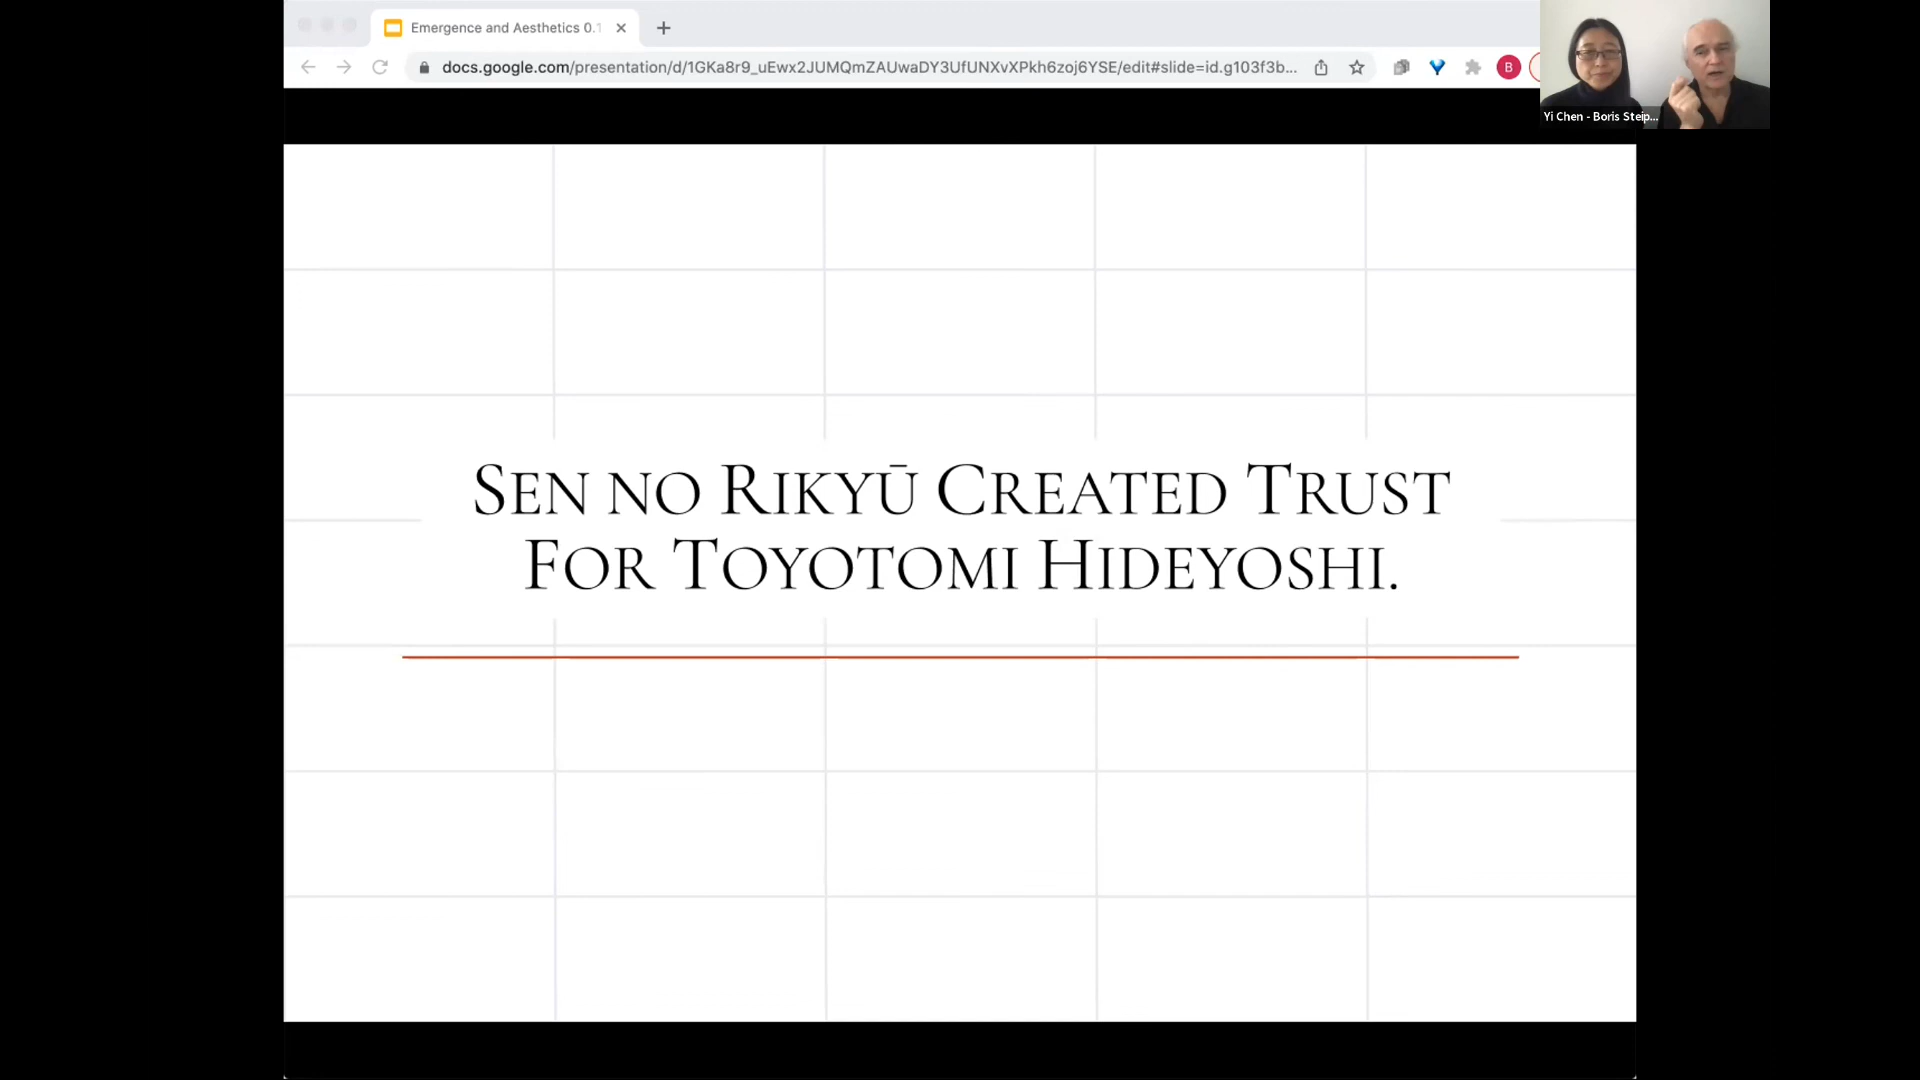 Emergence and Aesthetics 0.1
docs.google.com/presentation/d/1GKa8r9_uEwx2JUMQmZAUwaDY3UfUNXvXPkh6zoj6YSE/edit#slide=id.g103f3b...
B
Yi Chen - Boris Steip...
SEN NO RIKYŪ CREATED TRUST
FOR TOYOTOMI HIDEYOSHI.